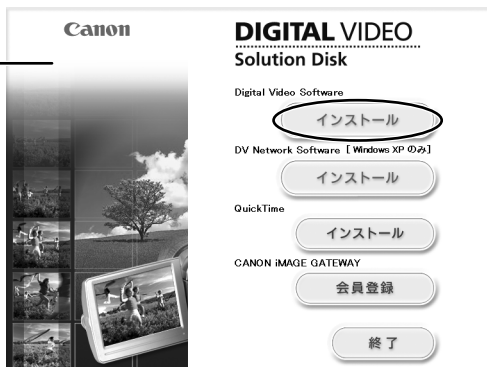 Canon
DIGITAL VIDEO
Solution Disk
Digital Video Software
インストール
DV Network Software [ Windows XP のみ]
インストール
QuickTime
インストール
CANON iMAGE GATEWAY
会員登録
終了